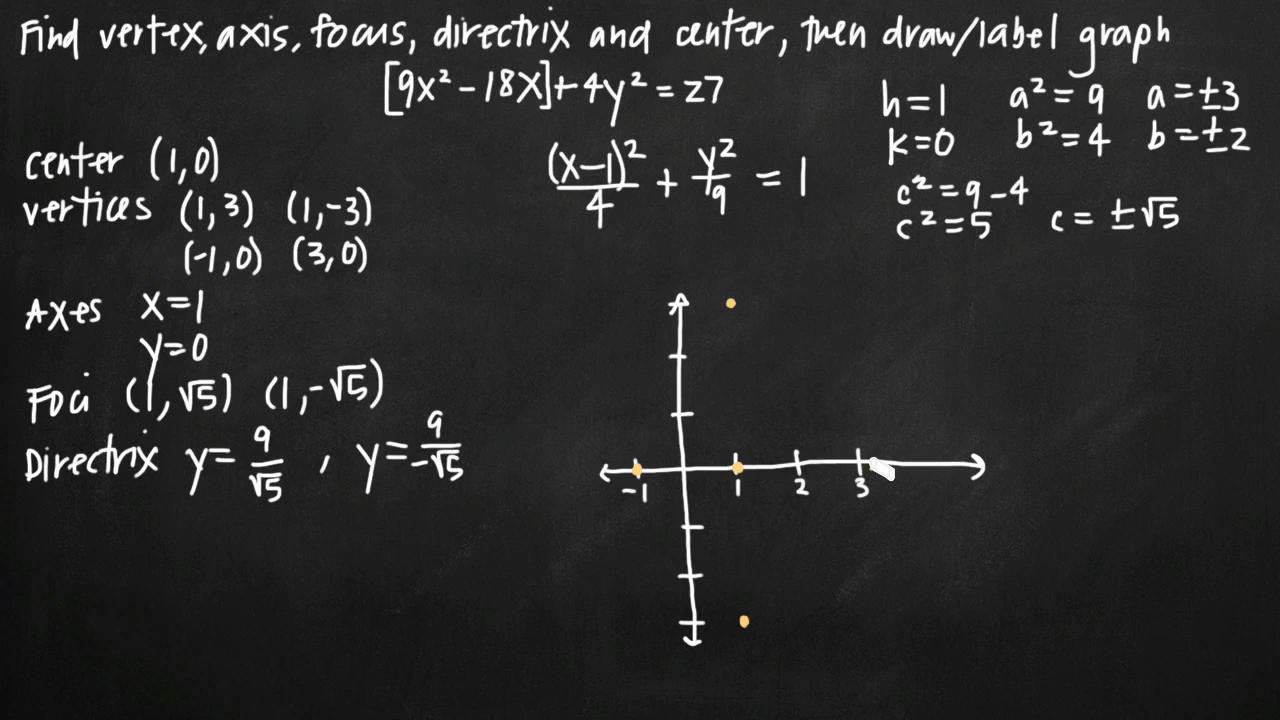 Find vertex, axis, focus, directrix and center, then draw/label graph
[9x² - 18x] + 4y² = 27
h = 1 a² = 9 a = ±3
k = 0 b² = 4 b = ±2
c² = 9 - 4
c² = 5 c = ±√5
(x-1)²/4 + y²/9 = 1
center (1,0)
vertices (1,3) (1,-3)
(-1,0) (3,0)
Axes x=1
y=0
Foci (1,√5) (1,-√5)
Directrix y = 9/√5 , y = 9/-√5
-1 1 2 3